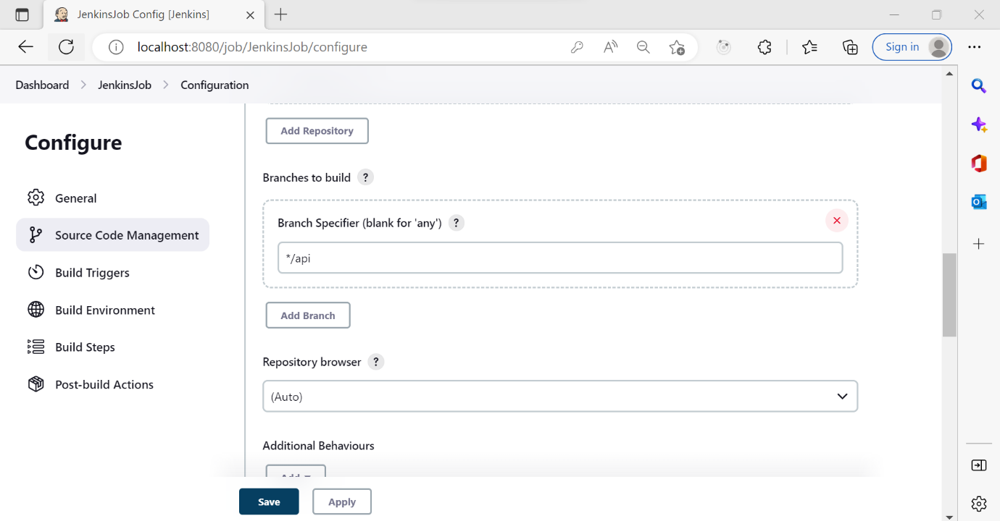 JenkinsJob Config [Jenkins]
localhost:8080/job/JenkinsJob/configure
A
Sign in
Dashboard > JenkinsJob > Configuration
Configure
General
Source Code Management
Build Triggers
Build Environment
Build Steps
Post-build Actions
Add Repository
Branches to build ?
Branch Specifier (blank for 'any') ?
*/api
Add Branch
Repository browser ?
(Auto)
Additional Behaviours
Add
Save
Apply